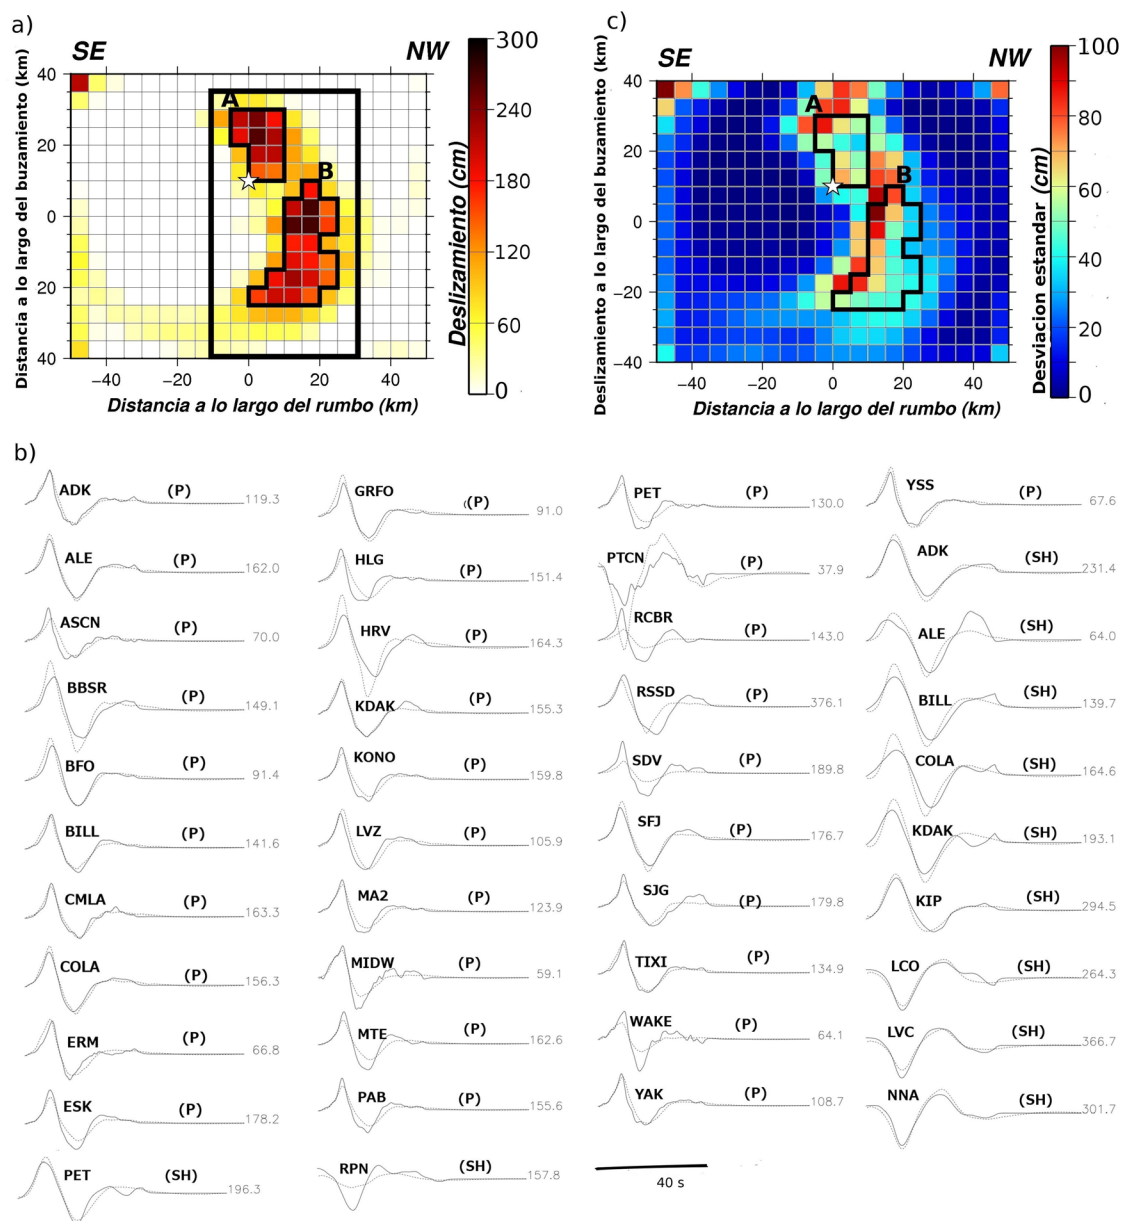 a)
SE NW
Distancia a lo largo del buzamiento (km)
40
20
0
20
40
−40 −20 0 20 40
Distancia a lo largo del rumbo (km)
A
B
300
240
180
120
60
0
Deslizamiento (cm)
c)
SE NW
Deslizamiento a lo largo del buzamiento (km)
40
20
0
−20
−40
−40 −20 0 20 40
Distancia a lo largo del rumbo (km)
A
B
100
80
60
40
20
0
Desviacion estandar (cm)
b)
ADK (P) 119.3
ALE (P) 162.0
ASCN (P) 70.0
BBSR (P) 149.1
BFO (P) 91.4
BILL (P) 141.6
CMLA (P) 163.3
COLA (P) 156.3
ERM (P) 66.8
ESK (P) 178.2
PET (SH) 196.3
GRFO (P) 91.0
HLG (P) 151.4
HRV (P) 164.3
KDAK (P) 155.3
KONO (P) 159.8
LVZ (P) 105.9
MA2 (P) 123.9
MIDW (P) 59.1
MTE (P) 162.6
PAB (P) 155.6
RPN (SH) 157.8
PET (P) 130.0
PTCN (P) 37.9
RCBR (P) 143.0
RSSD (P) 376.1
SDV (P) 189.8
SFJ (P) 176.7
SJG (P) 179.8
TIXI (P) 134.9
WAKE (P) 64.1
YAK (P) 108.7
40 s
YSS (P) 67.6
ADK (SH) 231.4
ALE (SH) 64.0
BILL (SH) 139.7
COLA (SH) 164.6
KDAK (SH) 193.1
KIP (SH) 294.5
LCO (SH) 264.3
LVC (SH) 366.7
NNA (SH) 301.7